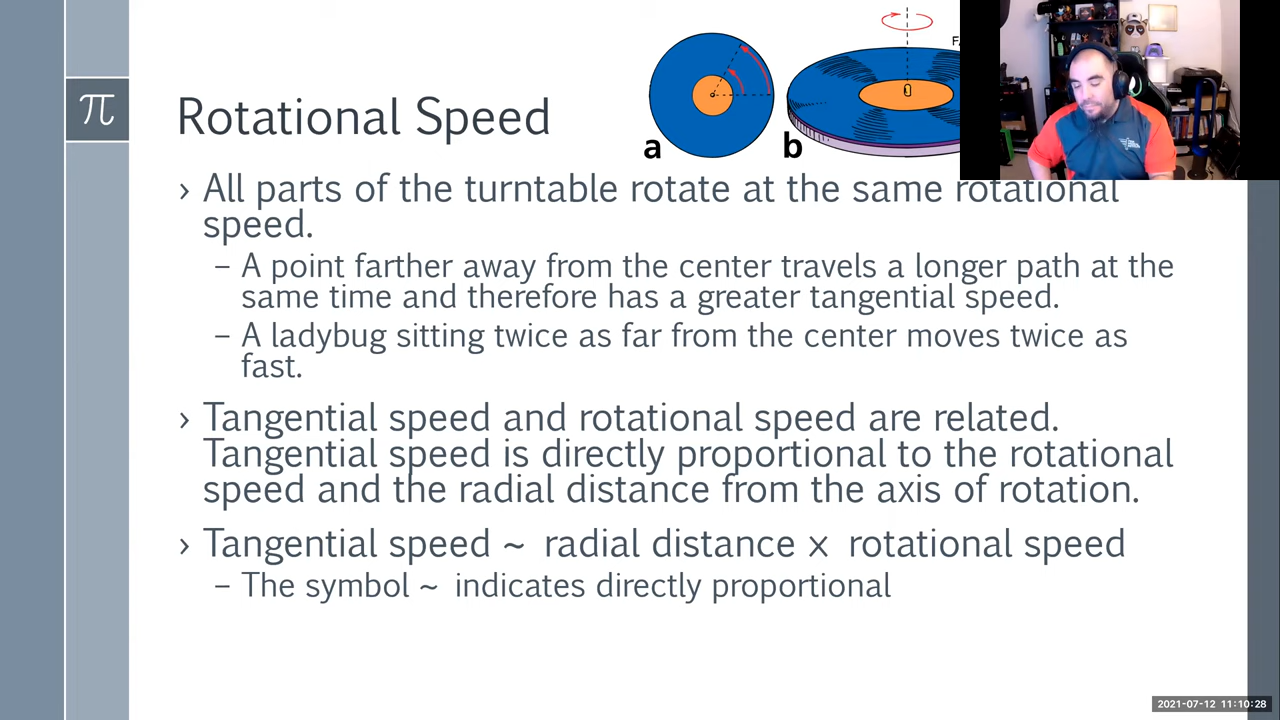 F
π
Rotational Speed
a
b
› All parts of the turntable rotate at the same rotational
speed.
– A point farther away from the center travels a longer path at the
same time and therefore has a greater tangential speed.
– A ladybug sitting twice as far from the center moves twice as
fast.
› Tangential speed and rotational speed are related.
Tangential speed is directly proportional to the rotational
speed and the radial distance from the axis of rotation.
› Tangential speed ~ radial distance x rotational speed
– The symbol ~ indicates directly proportional
2021-07-12 11:10:28